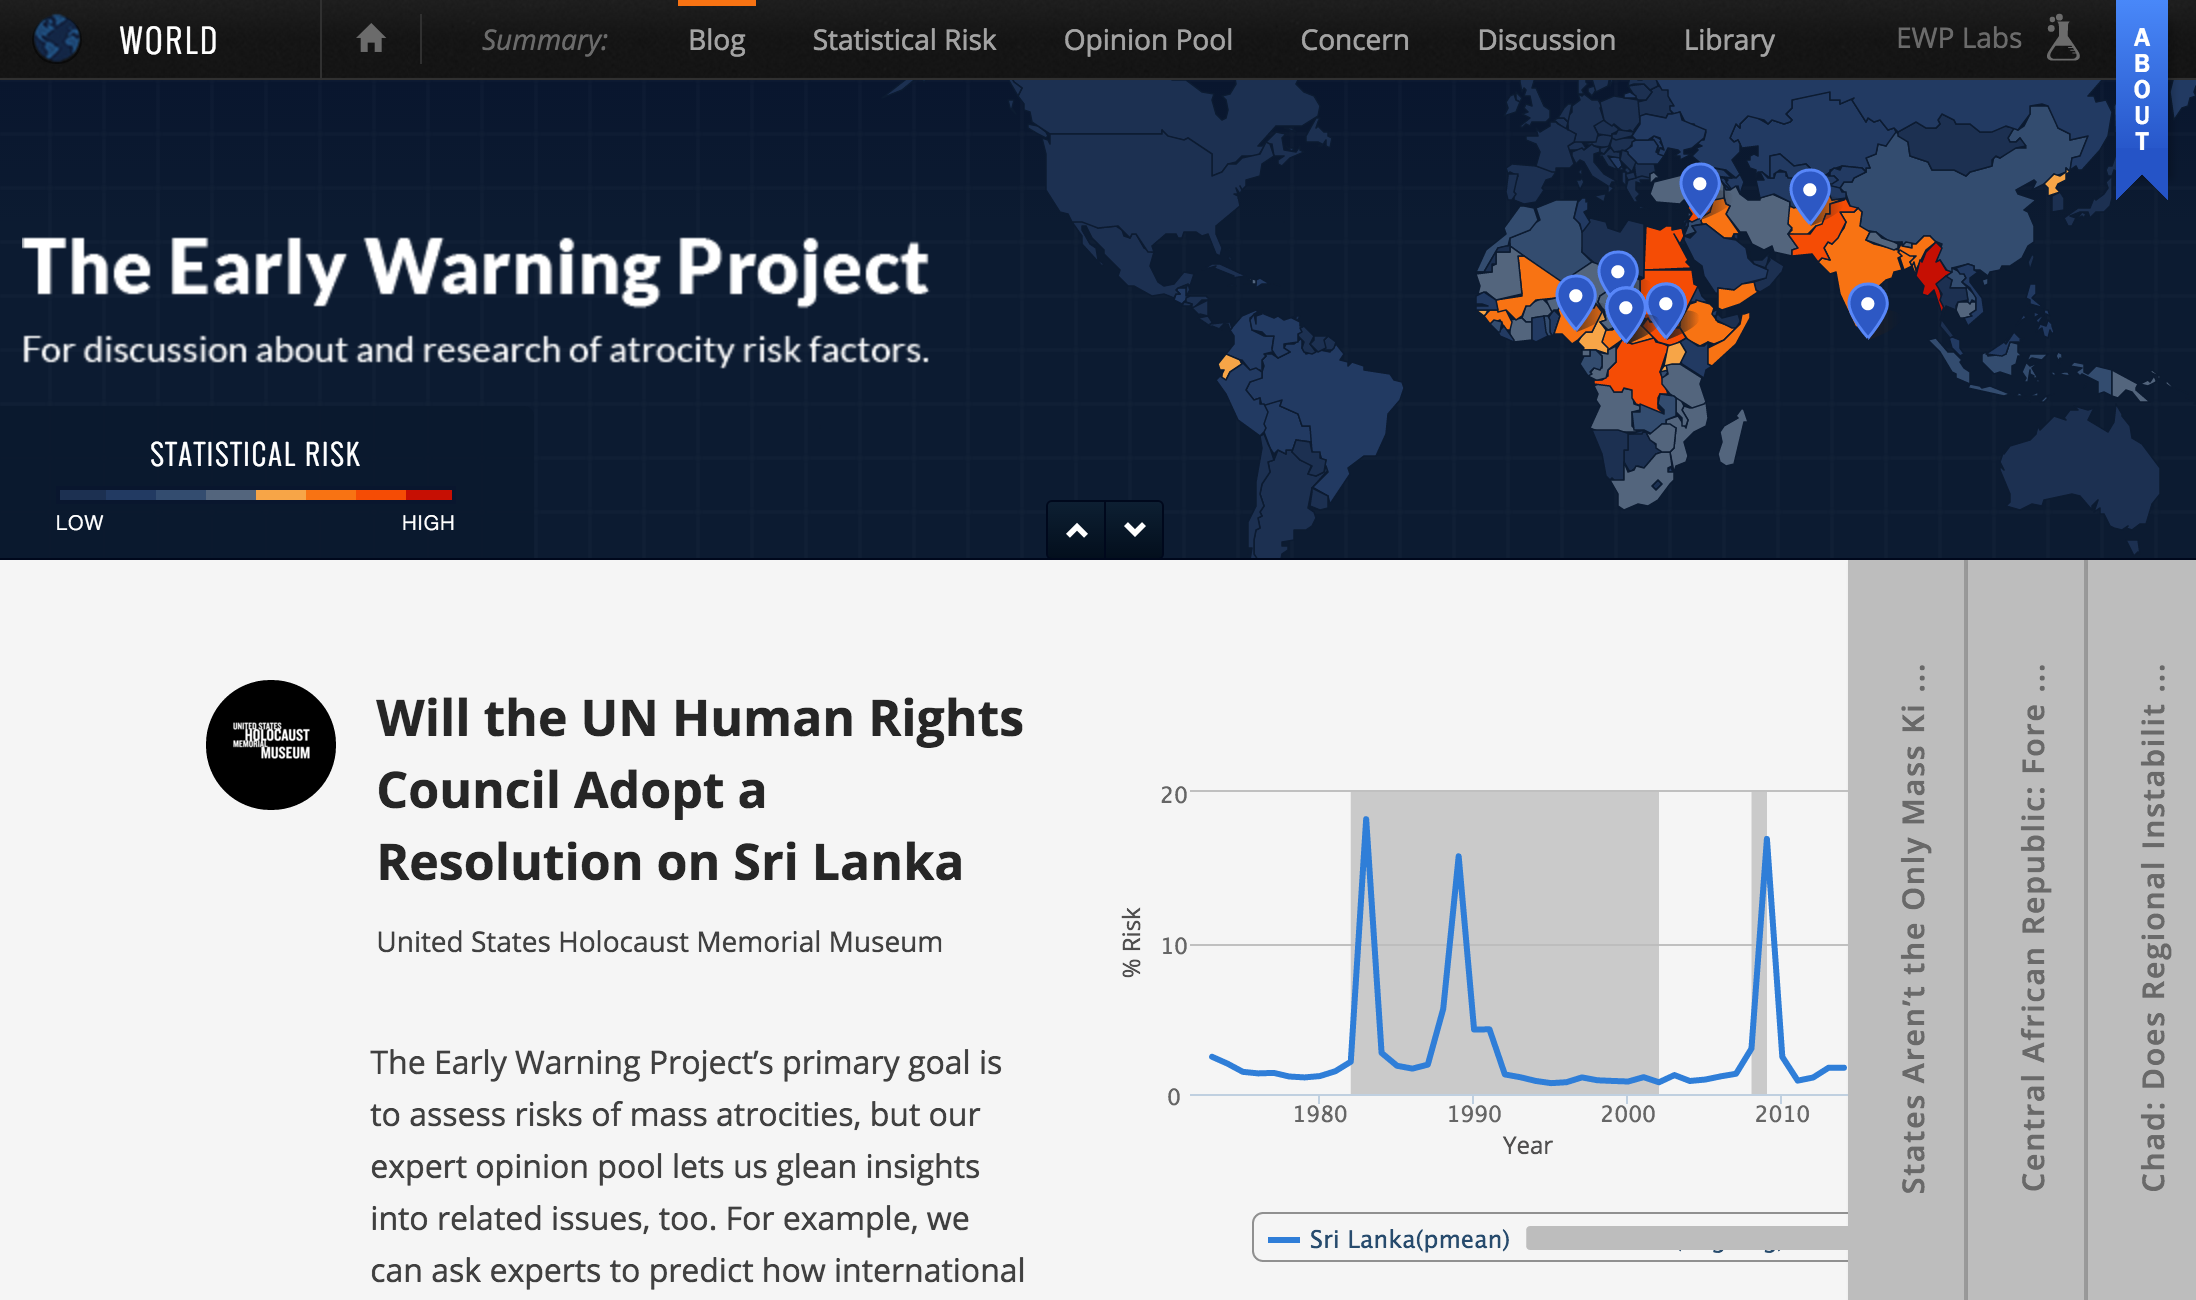 WORLD
Summary:
Blog
Statistical Risk
Opinion Pool
Concern
Discussion
Library
EWP Labs
ABOUT
The Early Warning Project
For discussion about and research of atrocity risk factors.
STATISTICAL RISK
LOW
HIGH
UNITED STATES
HOLOCAUST
MEMORIAL
MUSEUM
Will the UN Human Rights
Council Adopt a
Resolution on Sri Lanka
United States Holocaust Memorial Museum
The Early Warning Project’s primary goal is
to assess risks of mass atrocities, but our
expert opinion pool lets us glean insights
into related issues, too. For example, we
can ask experts to predict how international
20
10
0
% Risk
1980
1990
2000
2010
Year
Sri Lanka(pmean)
States Aren’t the Only Mass Ki ...
Central African Republic: Fore ...
Chad: Does Regional Instabilit ...